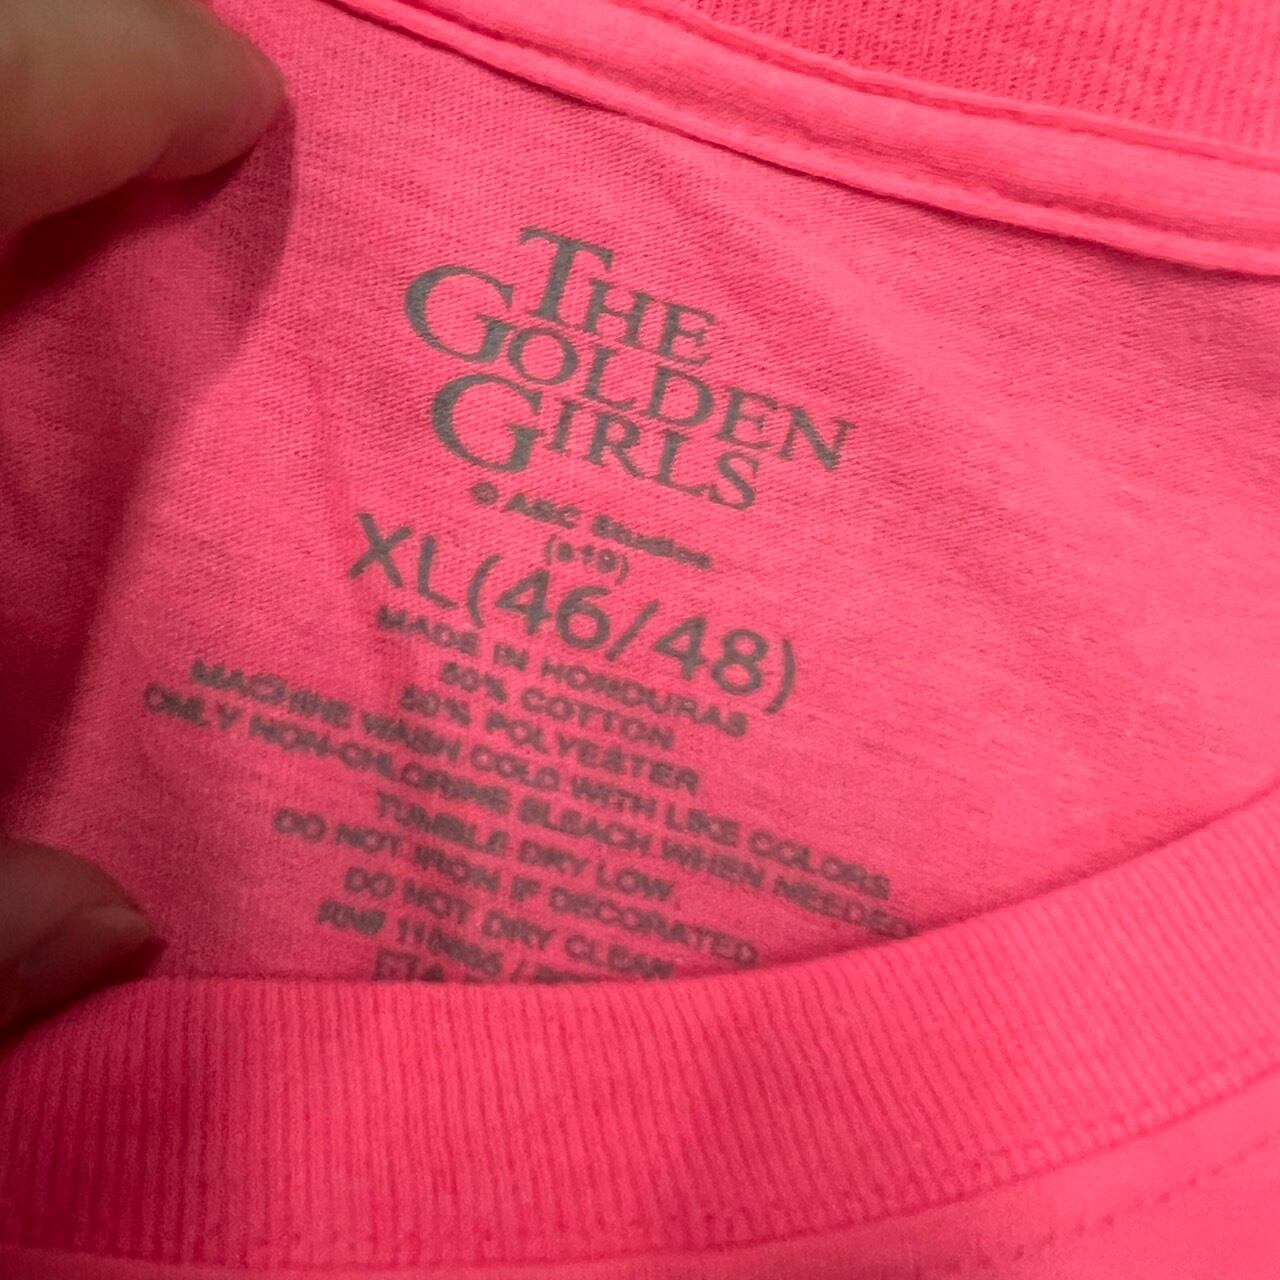 THE
GOLDEN
GIRLS
© ABC Studios
(s19)
XL(46/48)
MADE IN HONDURAS
50% COTTON
50% POLYESTER
MACHINE WASH COLD WITH LIKE COLORS
ONLY NON-CHLORINE BLEACH WHEN NEEDED
TUMBLE DRY LOW.
DO NOT IRON IF DECORATED
DO NOT DRY CLEAN
RN#